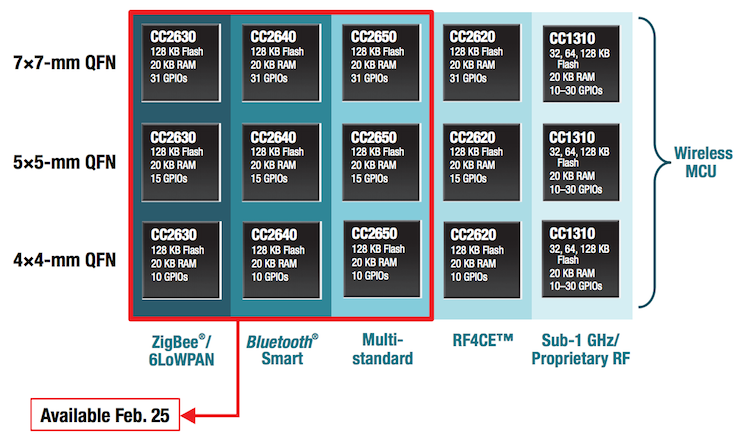 7×7-mm QFN
CC2630
128 KB Flash
20 KB RAM
31 GPIOs
CC2640
128 KB Flash
20 KB RAM
31 GPIOs
CC2650
128 KB Flash
20 KB RAM
31 GPIOs
CC2620
128 KB Flash
20 KB RAM
31 GPIOs
CC1310
32, 64, 128 KB
Flash
20 KB RAM
10–30 GPIOs
5×5-mm QFN
CC2630
128 KB Flash
20 KB RAM
15 GPIOs
CC2640
128 KB Flash
20 KB RAM
15 GPIOs
CC2650
128 KB Flash
20 KB RAM
15 GPIOs
CC2620
128 KB Flash
20 KB RAM
15 GPIOs
CC1310
32, 64, 128 KB
Flash
20 KB RAM
10–30 GPIOs
Wireless
MCU
4×4-mm QFN
CC2630
128 KB Flash
20 KB RAM
10 GPIOs
CC2640
128 KB Flash
20 KB RAM
10 GPIOs
CC2650
128 KB Flash
20 KB RAM
10 GPIOs
CC2620
128 KB Flash
20 KB RAM
10 GPIOs
CC1310
32, 64, 128 KB
Flash
20 KB RAM
10–30 GPIOs
ZigBee®/
6LoWPAN
Bluetooth®
Smart
Multi-
standard
RF4CE™
Sub-1 GHz/
Proprietary RF
Available Feb. 25